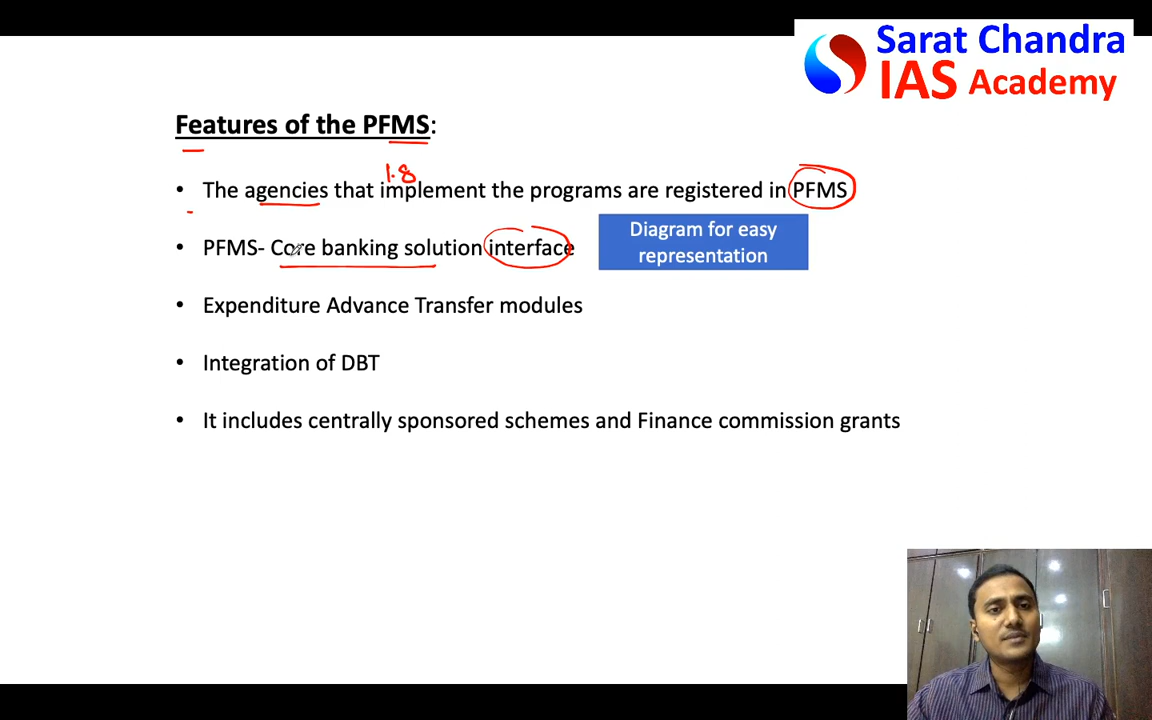 Sarat Chandra
IAS Academy
Features of the PFMS:
1.8
• The agencies that implement the programs are registered in PFMS
• PFMS- Core banking solution interface
Diagram for easy
representation
• Expenditure Advance Transfer modules
• Integration of DBT
• It includes centrally sponsored schemes and Finance commission grants